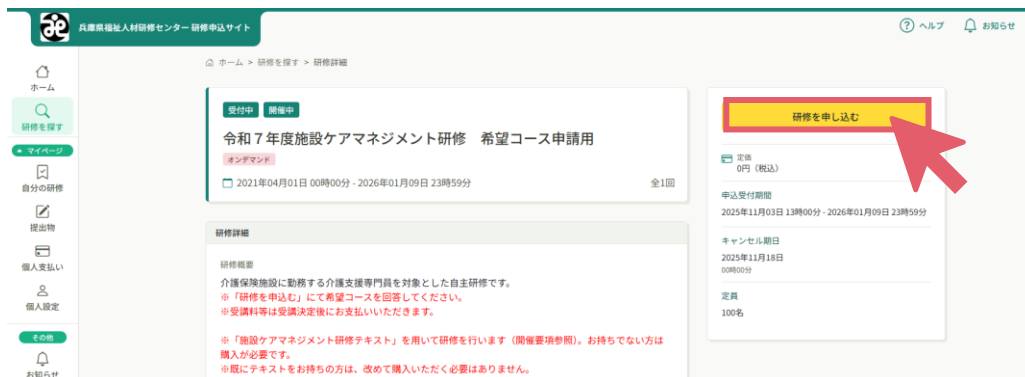 兵庫県福祉人材研修センター 研修申込サイト
ヘルプ
お知らせ
ホーム
研修を探す
マイページ
自分の研修
提出物
個人支払い
個人設定
その他
お知らせ
ホーム > 研修を探す > 研修詳細
受付中 開催中
令和７年度施設ケアマネジメント研修　希望コース申請用
オンデマンド
2021年04月01日 00時00分 - 2026年01月09日 23時59分
全1回
研修詳細
研修概要
介護保険施設に勤務する介護支援専門員を対象とした自主研修です。
※「研修を申込む」にて希望コースを回答してください。
※受講料等は受講決定後にお支払いいただきます。
※「施設ケアマネジメント研修テキスト」を用いて研修を行います（開催要項参照）。お持ちでない方は
購入が必要です。
※既にテキストをお持ちの方は、改めて購入いただく必要はありません。
研修を申し込む
定価
0円（税込）
申込受付期間
2025年11月03日 13時00分 - 2026年01月09日 23時59分
キャンセル期日
2025年11月18日
00時00分
定員
100名